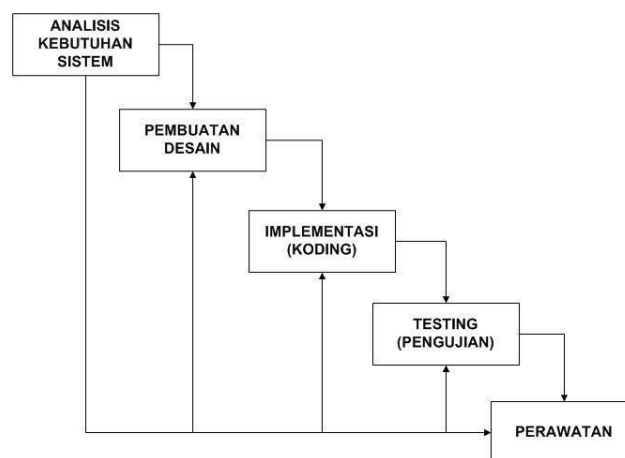 ANALISIS
KEBUTUHAN
SISTEM
PEMBUATAN
DESAIN
IMPLEMENTASI
(KODING)
TESTING
(PENGUJIAN)
PERAWATAN